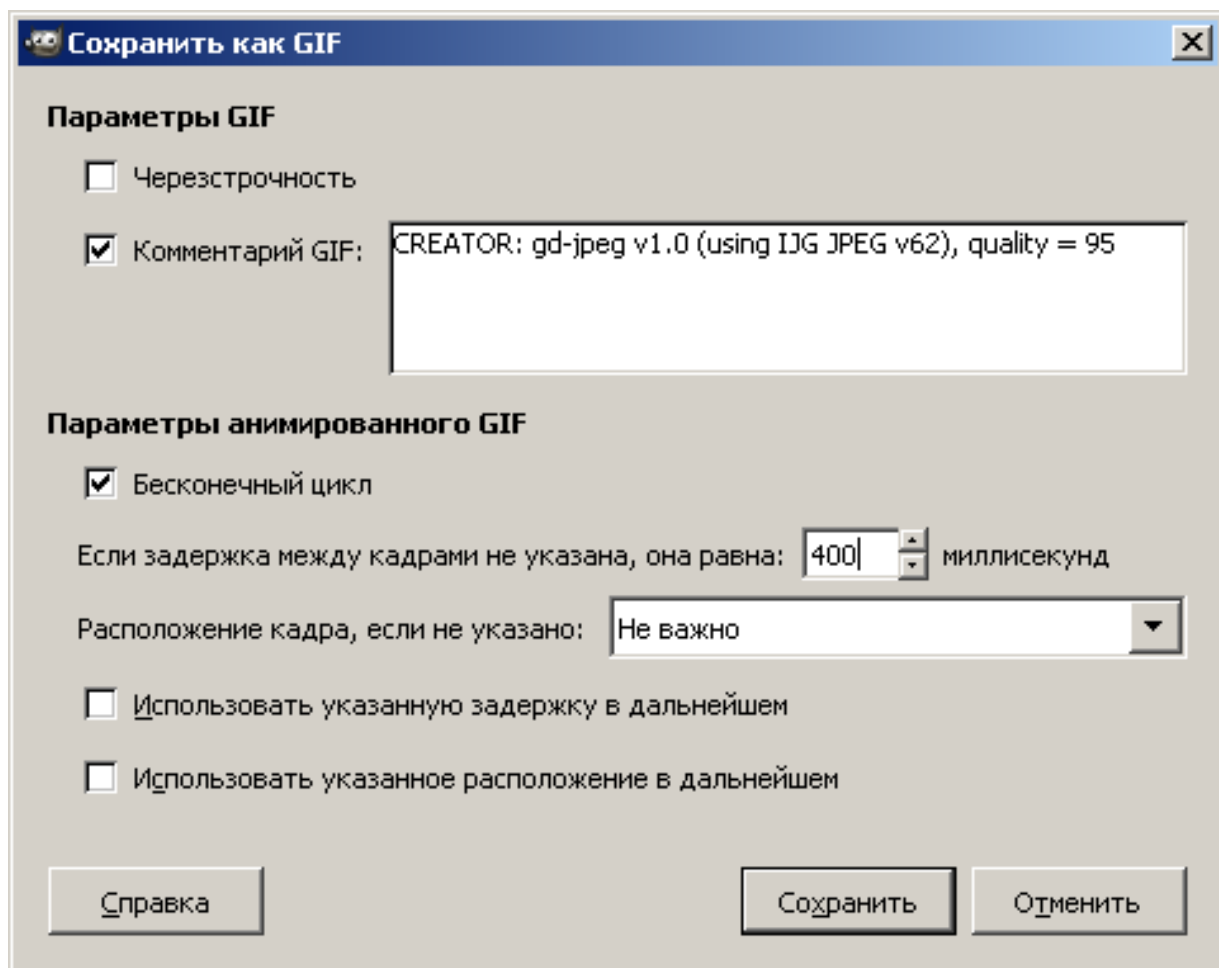 Сохранить как GIF
Параметры GIF
Черезстрочность
Комментарий GIF: CREATOR: gd-jpeg v1.0 (using IJG JPEG v62), quality = 95
Параметры анимированного GIF
Бесконечный цикл
Если задержка между кадрами не указана, она равна: 400 миллисекунд
Расположение кадра, если не указано: Не важно
Использовать указанную задержку в дальнейшем
Использовать указанное расположение в дальнейшем
Справка Сохранить Отменить